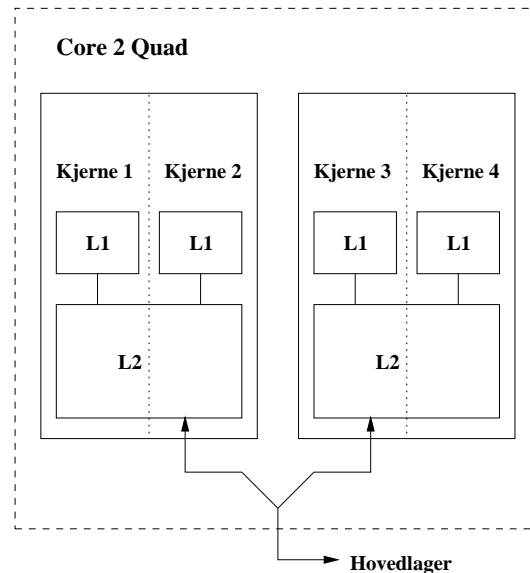 Core 2 Quad
Kjerne 1 Kjerne 2 Kjerne 3 Kjerne 4
L1 L1 L1 L1
L2 L2
Hovedlager